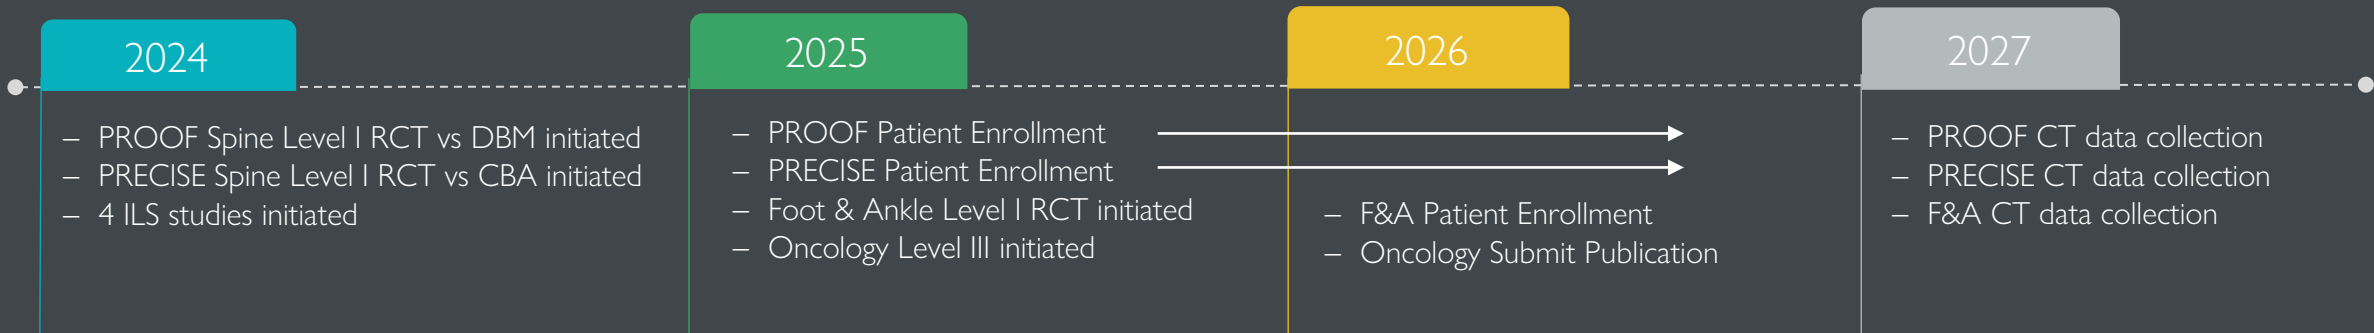 2024
– PROOF Spine Level I RCT vs DBM initiated
– PRECISE Spine Level I RCT vs CBA initiated
– 4 ILS studies initiated
2025
– PROOF Patient Enrollment
– PRECISE Patient Enrollment
– Foot & Ankle Level I RCT initiated
– Oncology Level III initiated
2026
– F&A Patient Enrollment
– Oncology Submit Publication
2027
– PROOF CT data collection
– PRECISE CT data collection
– F&A CT data collection